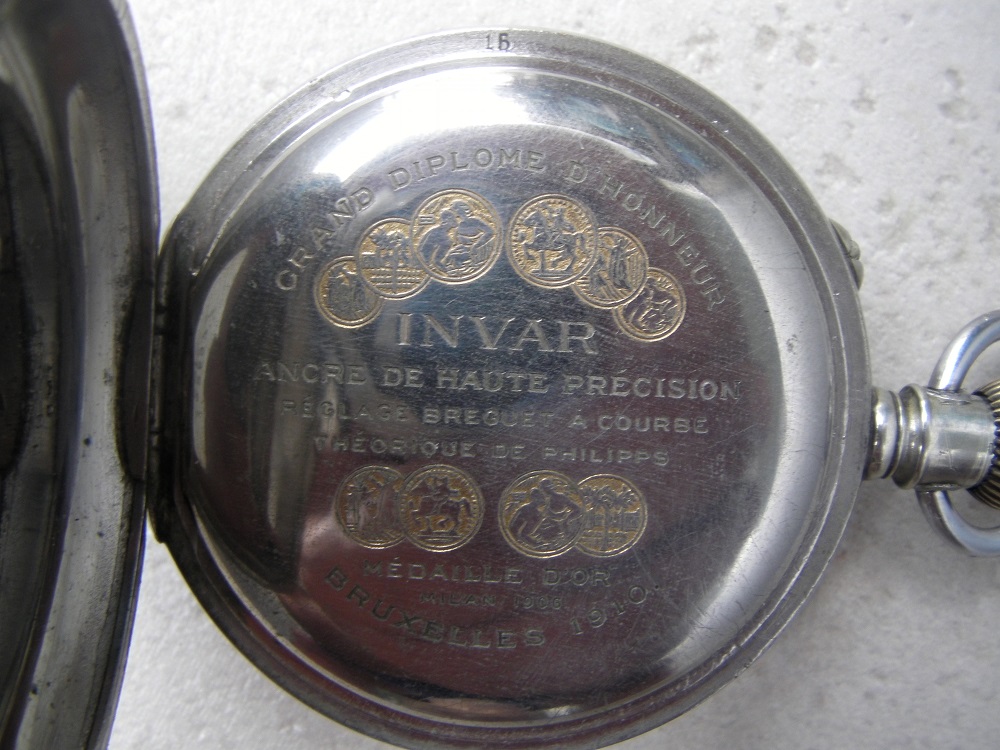 15
GRAND DIPLOME D'HONNEUR
INVAR
ANCRE DE HAUTE PRÉCISION
RÉGLAGE BREGUET À COURBE
THÉORIQUE DE PHILIPPS
MÉDAILLE D'OR
MILAN 1906
BRUXELLES 1910